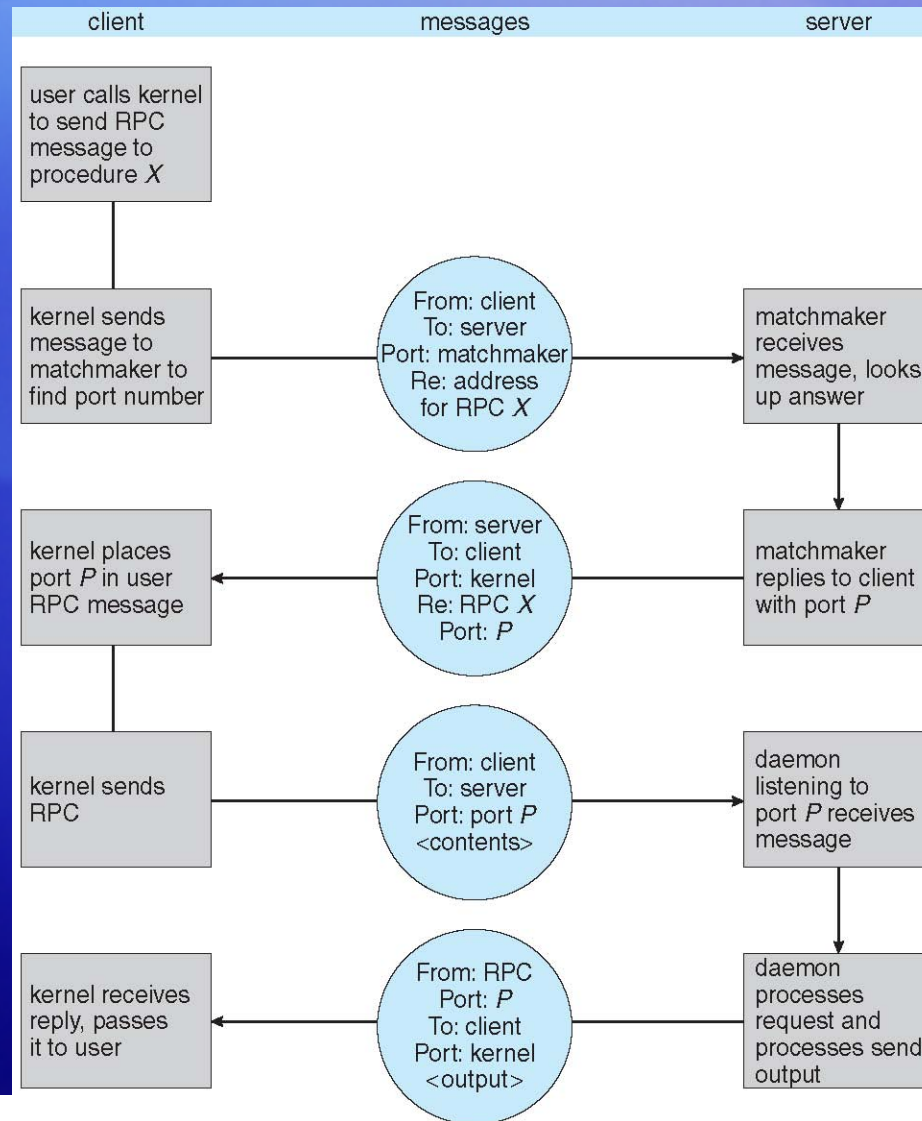 client
messages
server
user calls kernel
to send RPC
message to
procedure X
kernel sends
message to
matchmaker to
find port number
From: client
To: server
Port: matchmaker
Re: address
for RPC X
matchmaker
receives
message, looks
up answer
kernel places
port P in user
RPC message
From: server
To: client
Port: kernel
Re: RPC X
Port: P
matchmaker
replies to client
with port P
kernel sends
RPC
From: client
To: server
Port: port P
<contents>
daemon
listening to
port P receives
message
kernel receives
reply, passes
it to user
From: RPC
Port: P
To: client
Port: kernel
<output>
daemon
processes
request and
processes send
output